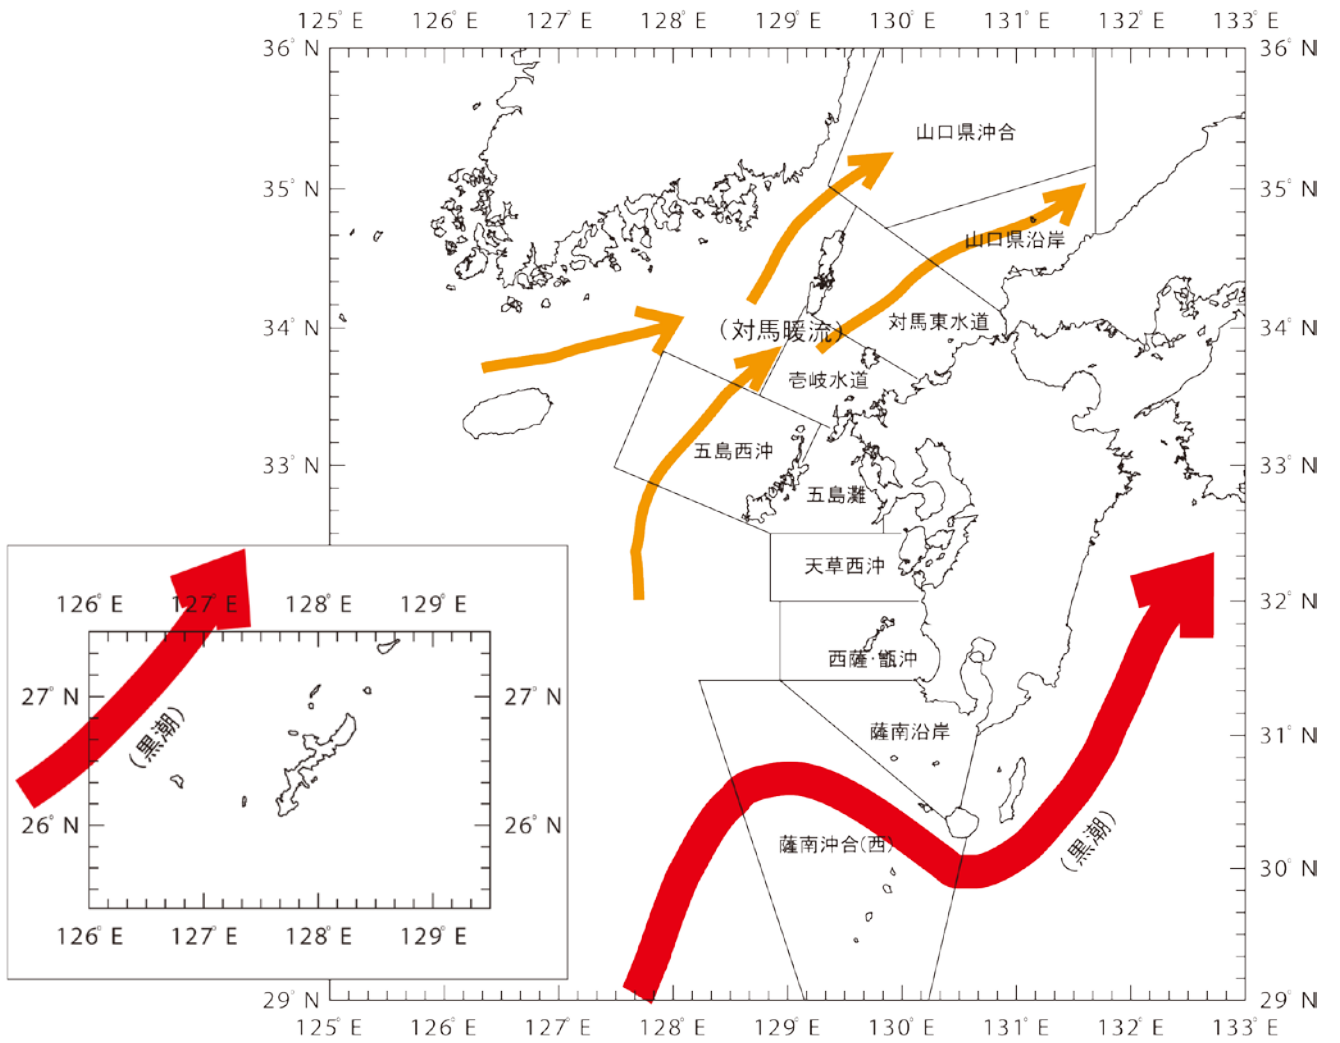 125° E 126° E 127° E 128° E 129° E 130° E 131° E 132° E 133° E
36° N 36° N
山口県沖合
35° N 35° N
山口県沿岸
34° N (対馬暖流) 対馬東水道 34° N
壱岐水道
33° N 五島西沖 33° N
五島灘
天草西沖
32° N
西薩·甑沖
薩南沿岸
31° N
薩南沖合(西)
(黒潮)
30° N
29° N 29° N
125° E 126° E 127° E 128° E 129° E 130° E 131° E 132° E 133° E
126° E 127° E 128° E 129° E
27° N 27° N
(黒潮)
26° N 26° N
126° E 127° E 128° E 129° E